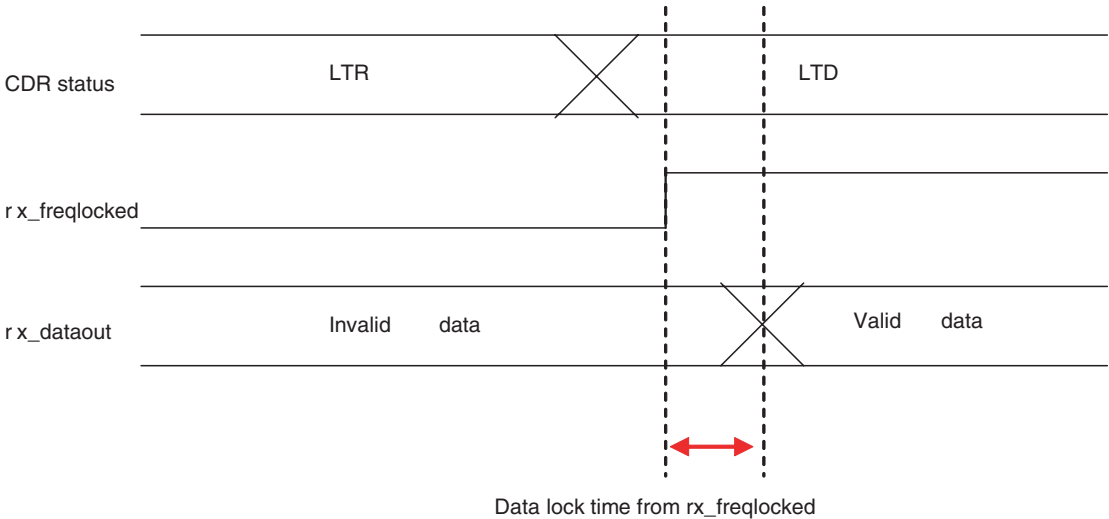 CDR status
LTR
LTD
r x_freqlocked
r x_dataout
Invalid data
Valid data
Data lock time from rx_freqlocked